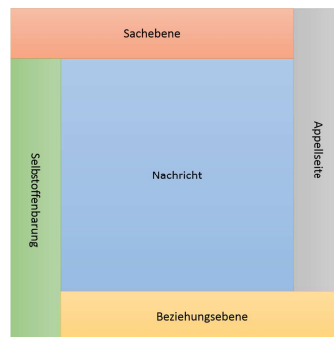 Sachebene
Selbstoffenbarung
Nachricht
Appellseite
Beziehungsebene